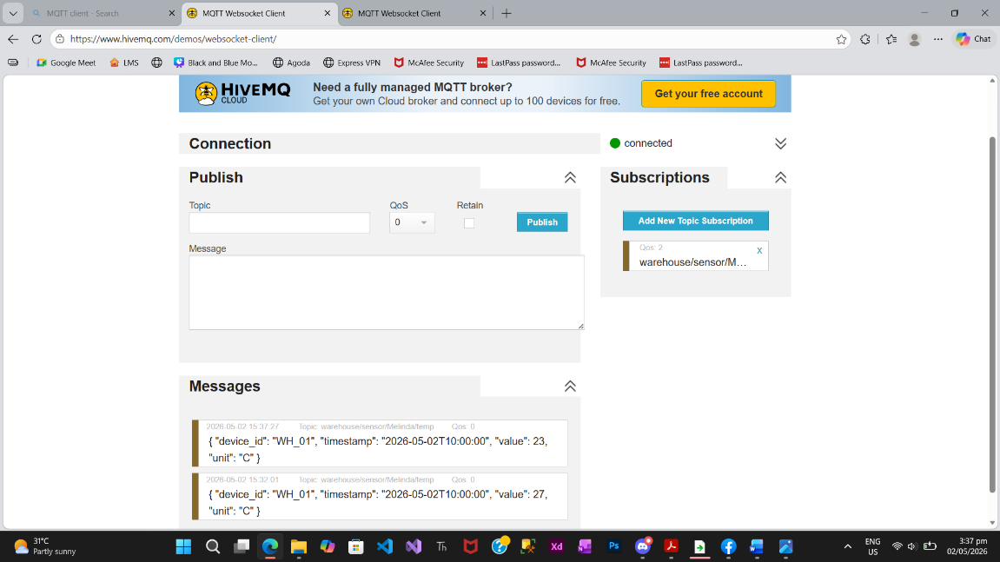 MQTT client - Search
MQTT Websocket Client
MQTT Websocket Client
https://www.hivemq.com/demos/websocket-client/
Chat
Google Meet
LMS
Black and Blue Mo...
Agoda
Express VPN
McAfee Security
LastPass password...
McAfee Security
LastPass password...
HIVEMQ
CLOUD
Need a fully managed MQTT broker?
Get your own Cloud broker and connect up to 100 devices for free.
Get your free account
Connection
connected
Publish
Topic
QoS
Retain
0
Publish
Message
Subscriptions
Add New Topic Subscription
Qos: 2
X
warehouse/sensor/M...
Messages
2026-05-02 15:37:27 Topic: warehouse/sensor/Melinda/temp Qos: 0
{ "device_id": "WH_01", "timestamp": "2026-05-02T10:00:00", "value": 23,
"unit": "C" }
2026-05-02 15:32:01 Topic: warehouse/sensor/Melinda/temp Qos: 0
{ "device_id": "WH_01", "timestamp": "2026-05-02T10:00:00", "value": 27,
"unit": "C" }
31°C
Partly sunny
Th
Xd
N
Ps
W
ENG
US
3:37 pm
02/05/2026